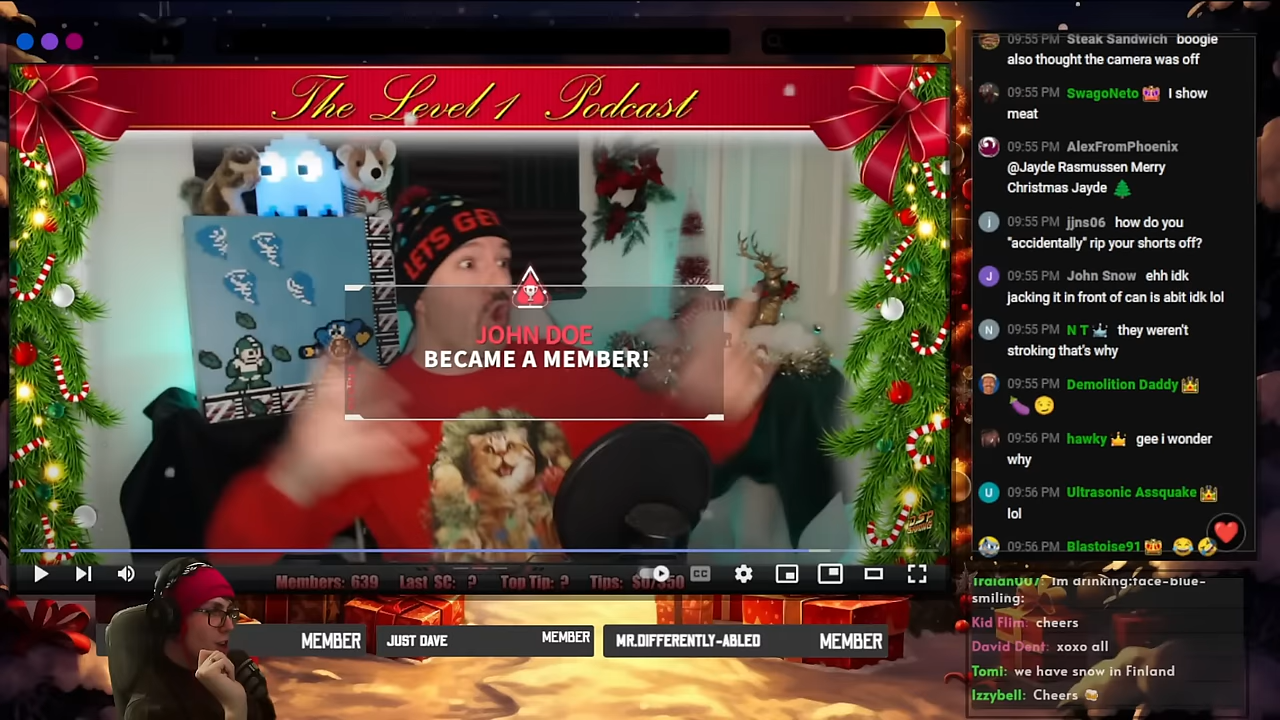 The Level 1 Podcast
LETS GET
JOHN DOE
BECAME A MEMBER!
Members: 639 Last SC: ? Top Tip: ? Tips: $0/350
CC
MEMBER
JUST DAVE MEMBER
MR.DIFFERENTLY-ABLED MEMBER
09:55 PM Steak Sandwich boogie
also thought the camera was off
09:55 PM SwagoNeto I show
meat
09:55 PM AlexFromPhoenix
@Jayde Rasmussen Merry
Christmas Jayde 🎄
09:55 PM jjns06 how do you
"accidentally" rip your shorts off?
09:55 PM John Snow ehh idk
jacking it in front of can is abit idk lol
09:55 PM N T they weren't
stroking that's why
09:55 PM Demolition Daddy
🍆😏
09:56 PM hawky gee i wonder
why
09:56 PM Ultrasonic Assquake
lol
09:56 PM Blastoise91 😂🤣
Traian007: im drinking:face-blue-
smiling:
Kid Flim: cheers
David Dent: xoxo all
Tomi: we have snow in Finland
Izzybell: Cheers 🍻